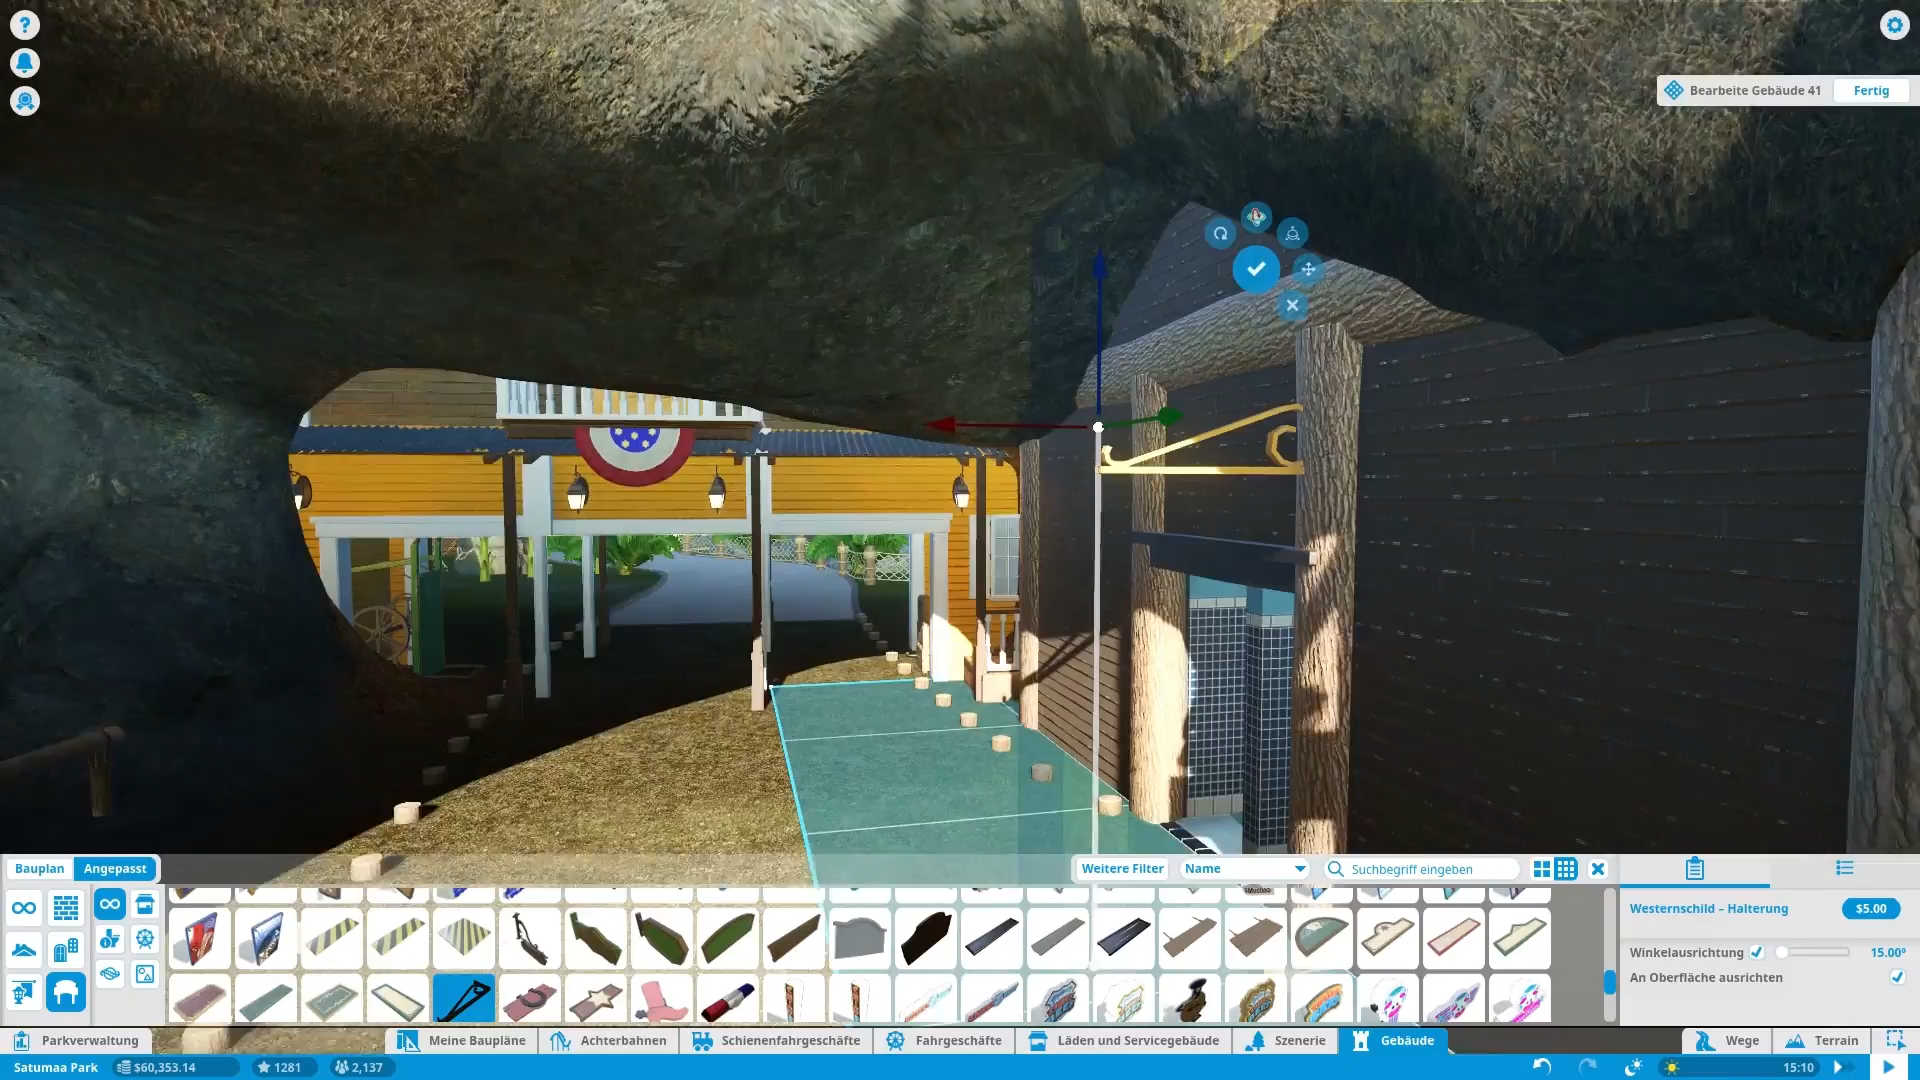 Bearbeite Gebäude 41
Fertig
Bauplan
Angepasst
Weitere Filter
Name
Suchbegriff eingeben
Westernschild – Halterung
$5.00
Winkelausrichtung
15.00°
An Oberfläche ausrichten
Parkverwaltung
Meine Baupläne
Achterbahnen
Schienenfahrgeschäfte
Fahrgeschäfte
Läden und Servicegebäude
Szenerie
Gebäude
Wege
Terrain
Satumaa Park
$60,353.14
1281
2,137
15:10